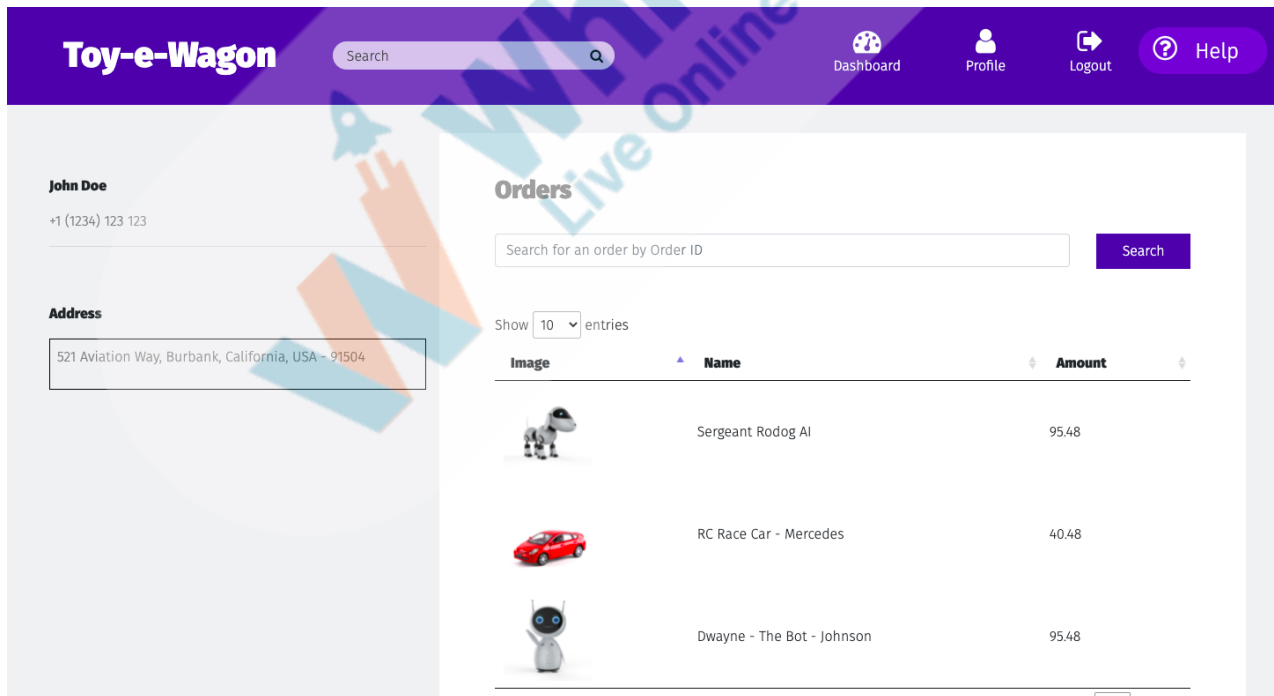 Toy-e-Wagon
Search
Dashboard
Profile
Logout
Help
John Doe
+1 (1234) 123 123
Address
521 Aviation Way, Burbank, California, USA - 91504
Orders
Search for an order by Order ID
Search
Show 10 entries
Image Name Amount
Sergeant Rodog AI 95.48
RC Race Car - Mercedes 40.48
Dwayne - The Bot - Johnson 95.48
Live Online